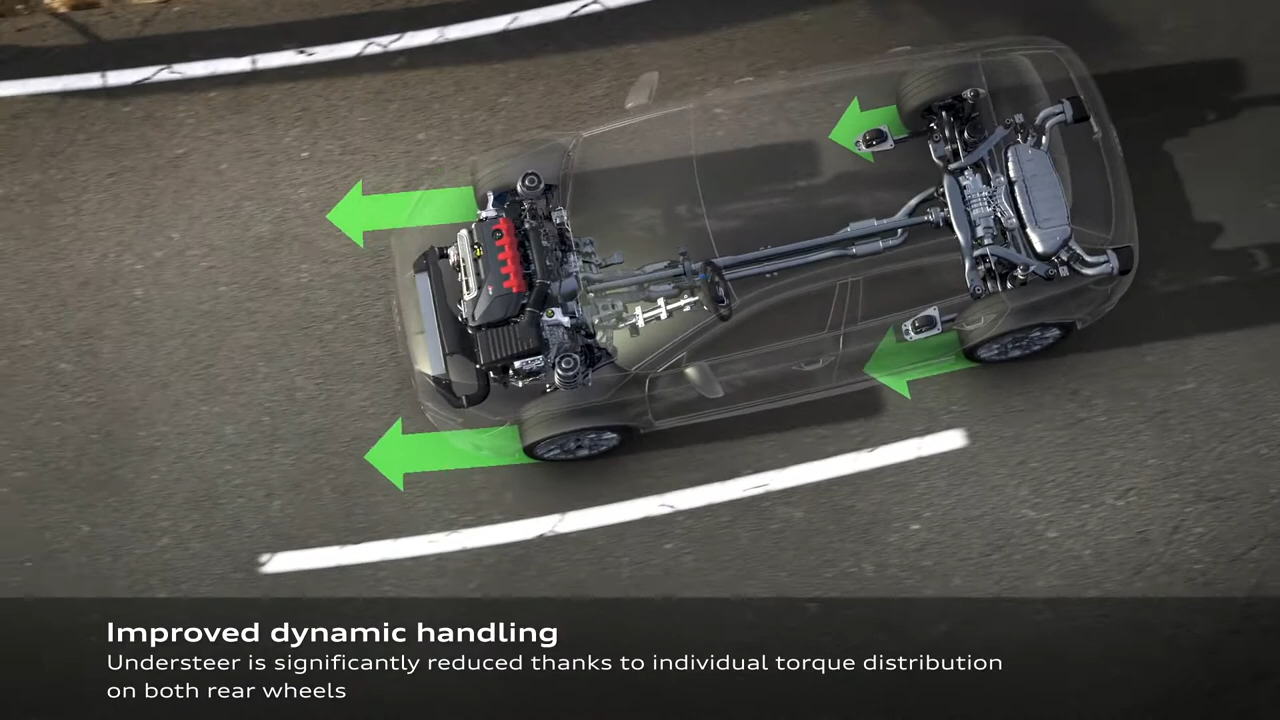 Improved dynamic handling
Understeer is significantly reduced thanks to individual torque distribution
on both rear wheels